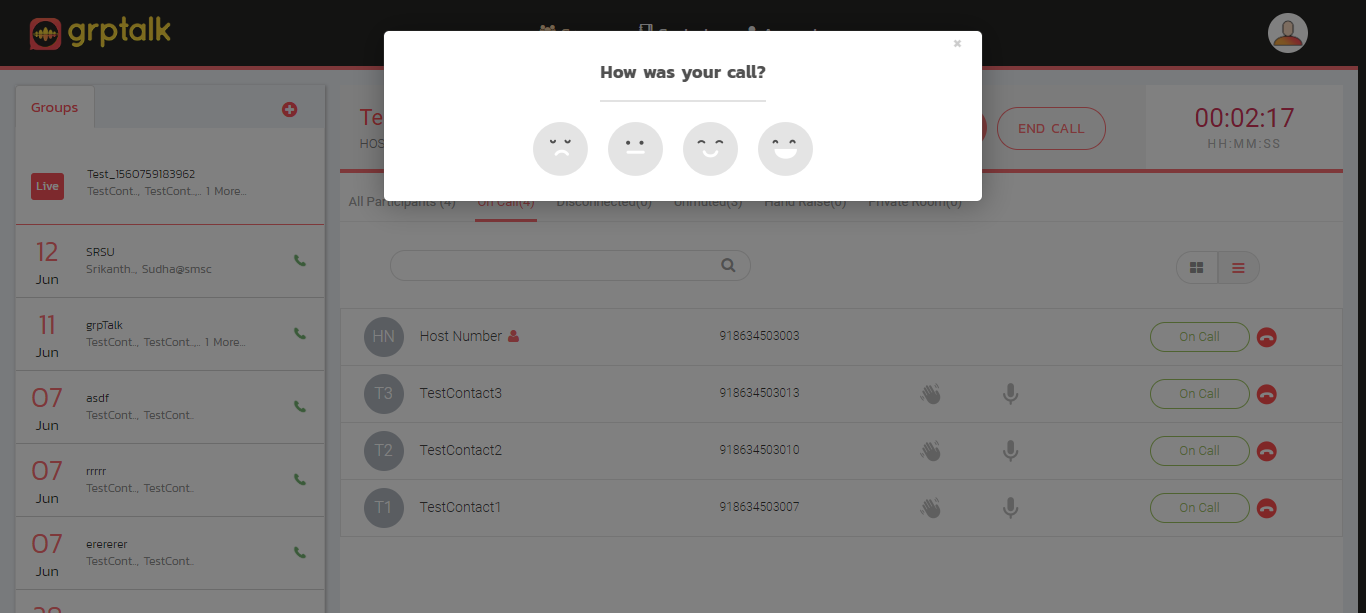 grptalk
×
How was your call?
Groups
Te
HOS
END CALL
00:02:17
HH:MM:SS
All Participants (4)
On Call(4)
Disconnected(0)
Unmuted(3)
Hand Raise(0)
Private Room(0)
Live
Test_1560759183962
TestCont.., TestCont..,.. 1 More...
12
Jun
SRSU
Srikanth..., Sudha@smsc
11
Jun
grpTalk
TestCont.., TestCont..,.. 1 More...
07
Jun
asdf
TestCont.., TestCont..
07
Jun
rrrrr
TestCont.., TestCont..
07
Jun
ererere​r
TestCont.., TestCont..
HN
Host Number
918634503003
On Call
T3
TestContact3
918634503013
On Call
T2
TestContact2
918634503010
On Call
T1
TestContact1
918634503007
On Call